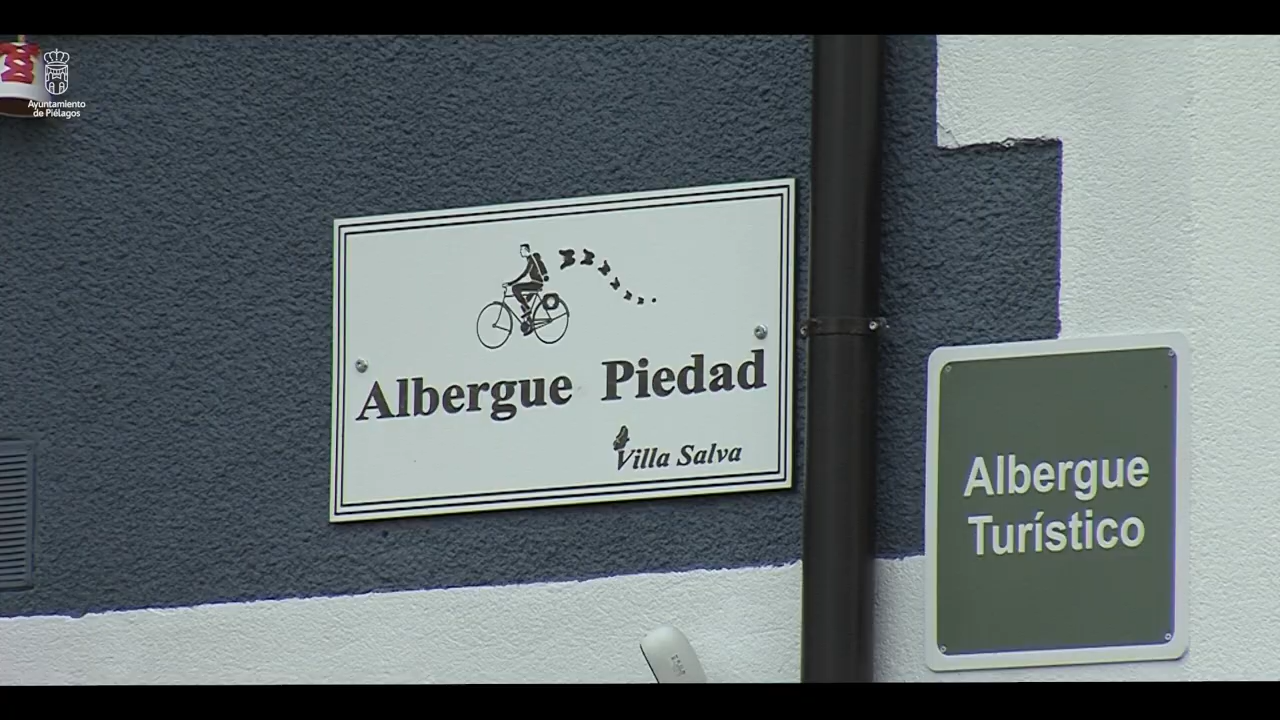 Ayuntamiento
de Piélagos
Albergue Piedad
Villa Salva
Albergue
Turístico